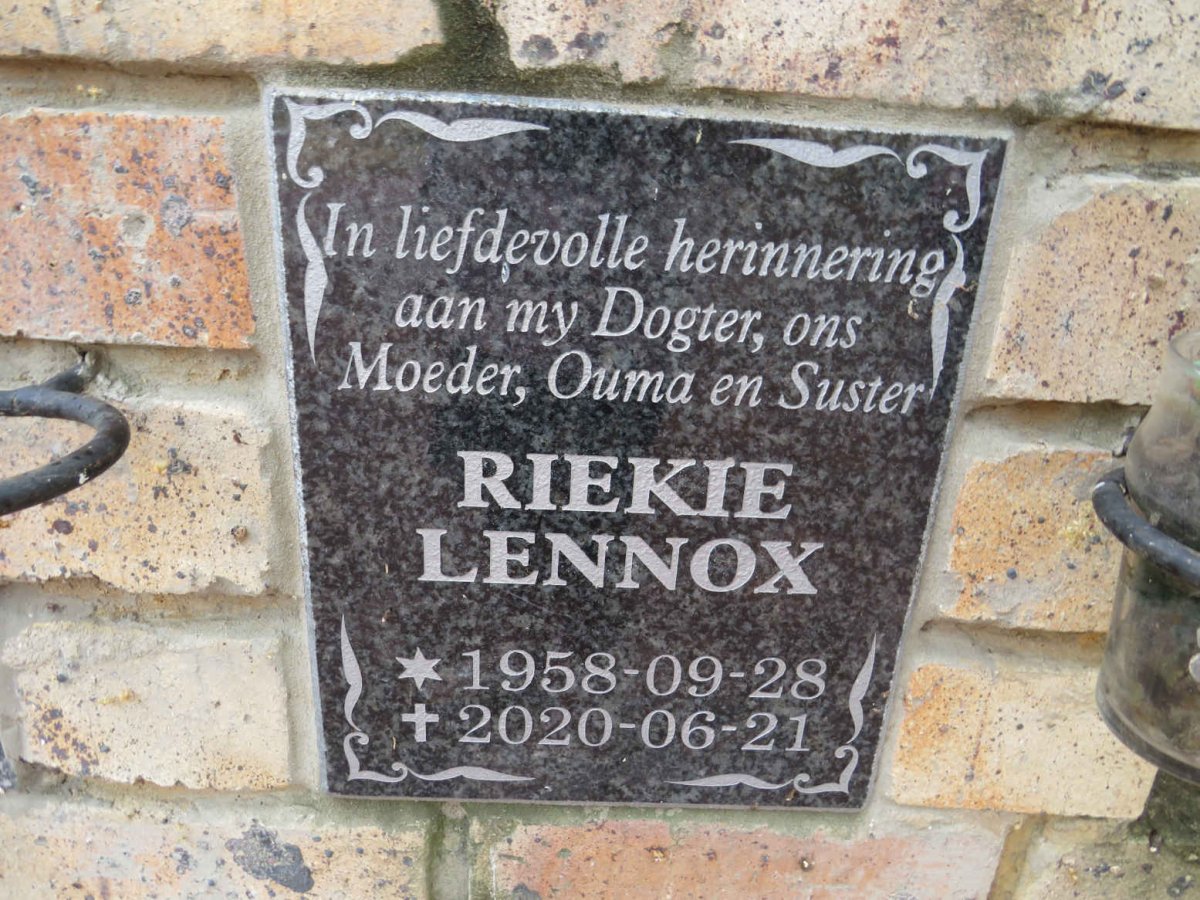 In liefdevolle herinnering
aan my Dogter, ons
Moeder, Ouma en Suster
RIEKIE
LENNOX
1958-09-28
2020-06-21